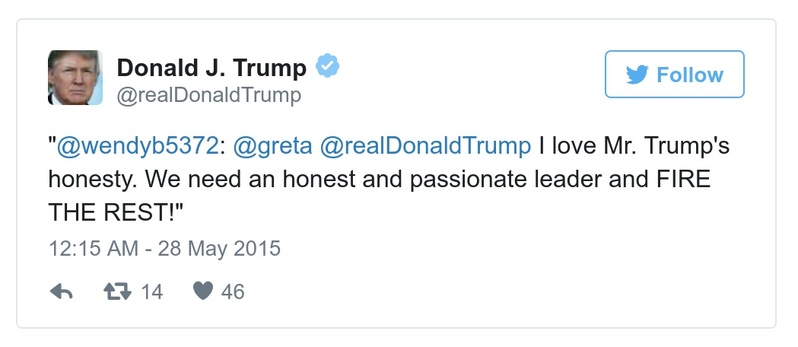 Donald J. Trump
@realDonaldTrump
Follow
"@wendyb5372: @greta @realDonaldTrump I love Mr. Trump's
honesty. We need an honest and passionate leader and FIRE
THE REST!"
12:15 AM - 28 May 2015
14 46